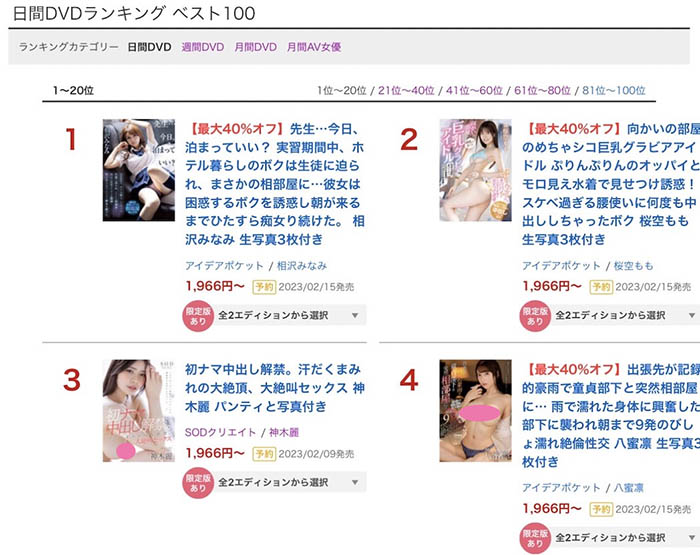 日間DVDランキング ベスト100
ランキングカテゴリー 日間DVD 週間DVD 月間DVD 月間AV女優
1〜20位
1位〜20位 / 21位〜40位 / 41位〜60位 / 61位〜80位 / 81位〜100位
1
【最大40%オフ】先生…今日、
泊まっていい? 実習期間中、ホ
テル暮らしのボクは生徒に迫ら
れ、まさかの相部屋に…彼女は
困惑するボクを誘惑し朝が来る
までひたすら痴女り続けた。 相
沢みなみ 生写真3枚付き
アイデアポケット / 相沢みなみ
1,966円〜 予約 2023/02/15発売
限定版
あり
全2エディションから選択
2
【最大40%オフ】向かいの部屋
のめちゃシコ巨乳グラビアアイ
ドル ぷりんぷりんのオッパイと
モロ見え水着で見せつけ誘惑!
スケベ過ぎる腰使いに何度も中
出ししちゃったボク 桜空もも
生写真3枚付き
アイデアポケット / 桜空もも
1,966円〜 予約 2023/02/15発売
限定版
あり
全2エディションから選択
3
初ナマ中出し解禁。汗だくまみ
れの大絶頂、大絶叫セックス 神
木麗 パンティと写真付き
SODクリエイト / 神木麗
1,966円〜 予約 2023/02/09発売
限定版
あり
全2エディションから選択
4
【最大40%オフ】出張先が記録
的豪雨で童貞部下と突然相部屋
に… 雨で濡れた身体に興奮した
部下に襲われ朝まで9発のびし
ょ濡れ絶倫性交 八蜜凛 生写真3
枚付き
アイデアポケット / 八蜜凛
1,966円〜 予約 2023/02/15発売
限定版
あり
全2エディションから選択